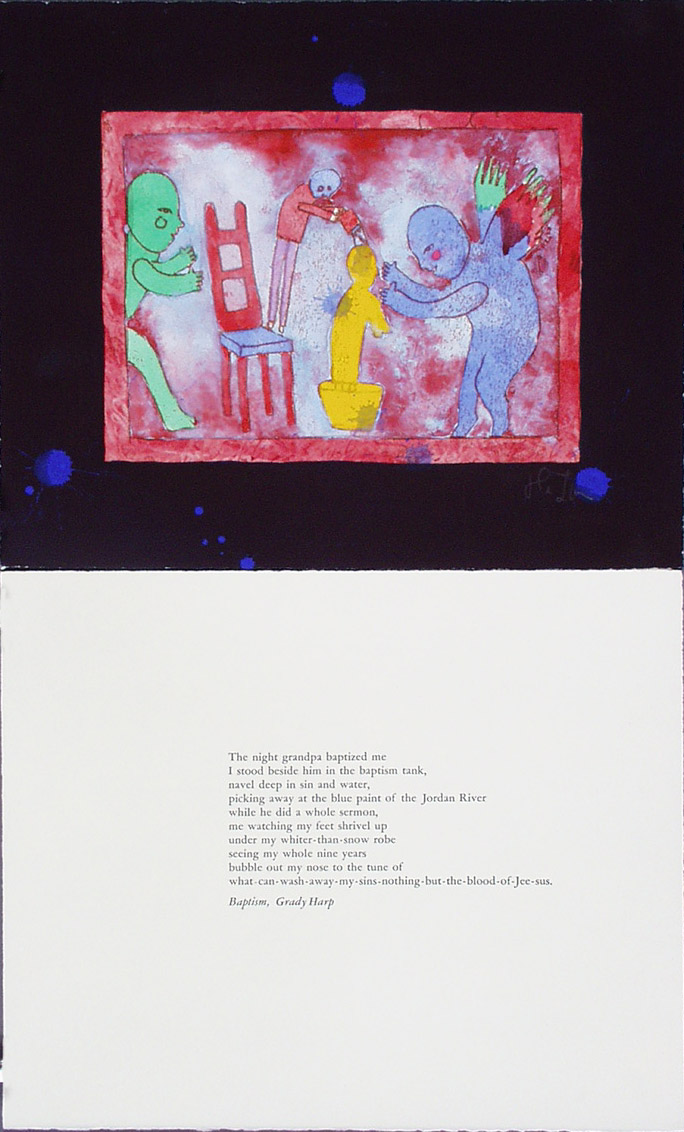 The night grandpa baptized me
I stood beside him in the baptism tank,
navel deep in sin and water,
picking away at the blue paint of the Jordan River
while he did a whole sermon,
me watching my feet shrivel up
under my whiter-than-snow robe
seeing my whole nine years
bubble out my nose to the tune of
what-can-wash-away-my-sins-nothing-but-the-blood-of-Jee-sus.
Baptism, Grady Harp